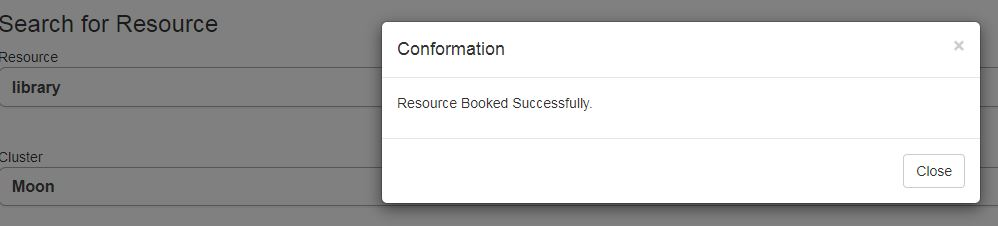 Search for Resource
Resource
library
Cluster
Moon
Conformation
×
Resource Booked Successfully.
Close